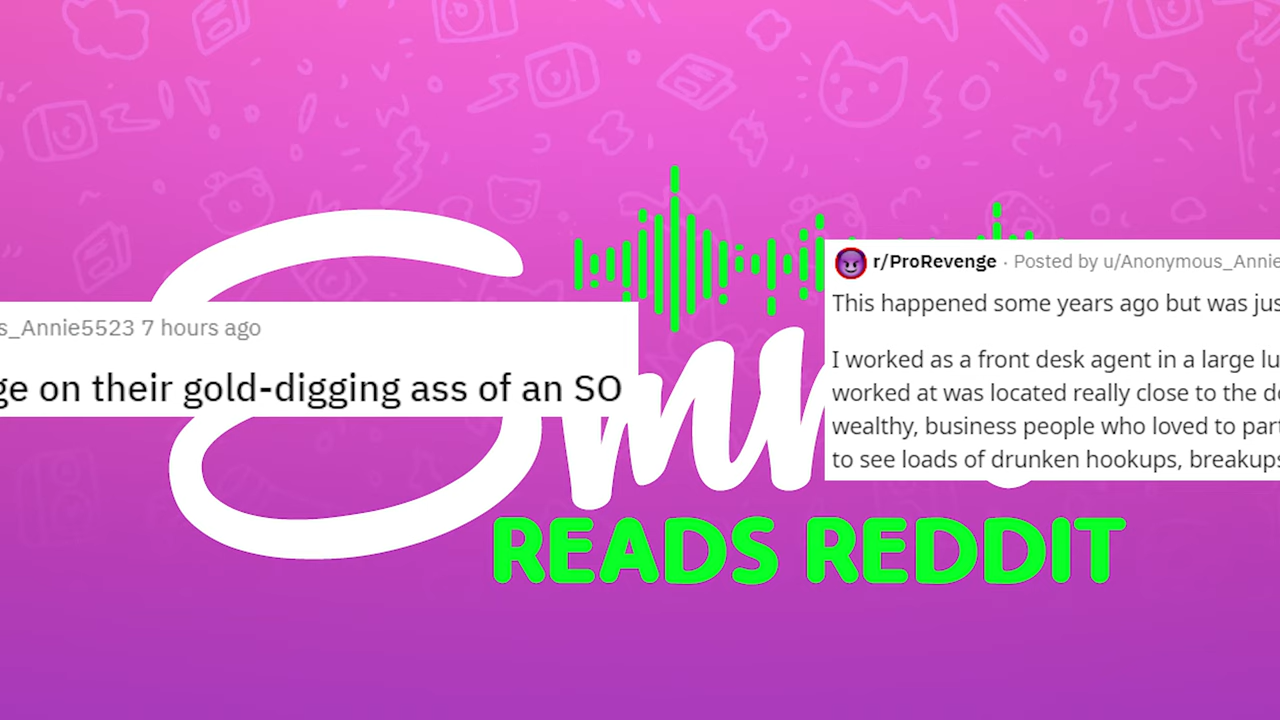 s_Annie5523 7 hours ago
ge on their gold-digging ass of an SO
r/ProRevenge · Posted by u/Anonymous_Annie
This happened some years ago but was jus
I worked as a front desk agent in a large lu
worked at was located really close to the do
wealthy, business people who loved to part
to see loads of drunken hookups, breakups
READS REDDIT